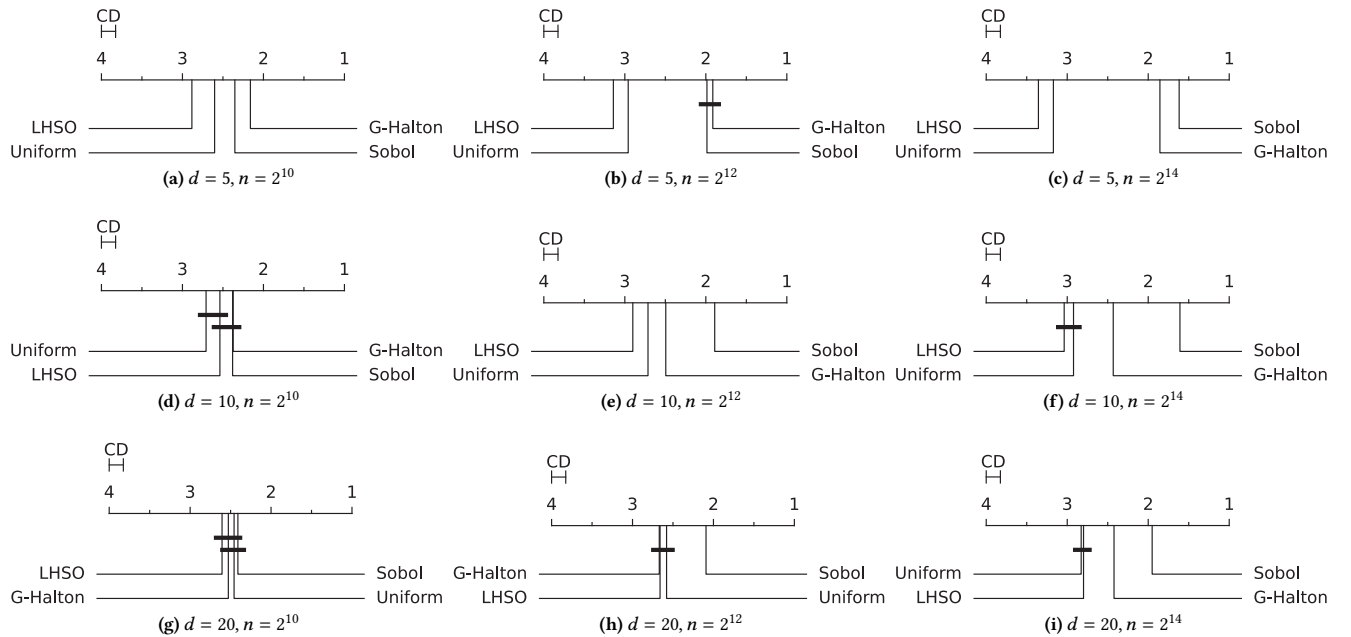 CD
4 3 2 1
LHSO G-Halton
Uniform Sobol
(a) d = 5, n = 2^10
CD
4 3 2 1
LHSO G-Halton
Uniform Sobol
(b) d = 5, n = 2^12
CD
4 3 2 1
LHSO Sobol
Uniform G-Halton
(c) d = 5, n = 2^14
CD
4 3 2 1
Uniform G-Halton
LHSO Sobol
(d) d = 10, n = 2^10
CD
4 3 2 1
LHSO Sobol
Uniform G-Halton
(e) d = 10, n = 2^12
CD
4 3 2 1
LHSO Sobol
Uniform G-Halton
(f) d = 10, n = 2^14
CD
4 3 2 1
LHSO Sobol
G-Halton Uniform
(g) d = 20, n = 2^10
CD
4 3 2 1
G-Halton Sobol
LHSO Uniform
(h) d = 20, n = 2^12
CD
4 3 2 1
Uniform Sobol
LHSO G-Halton
(i) d = 20, n = 2^14